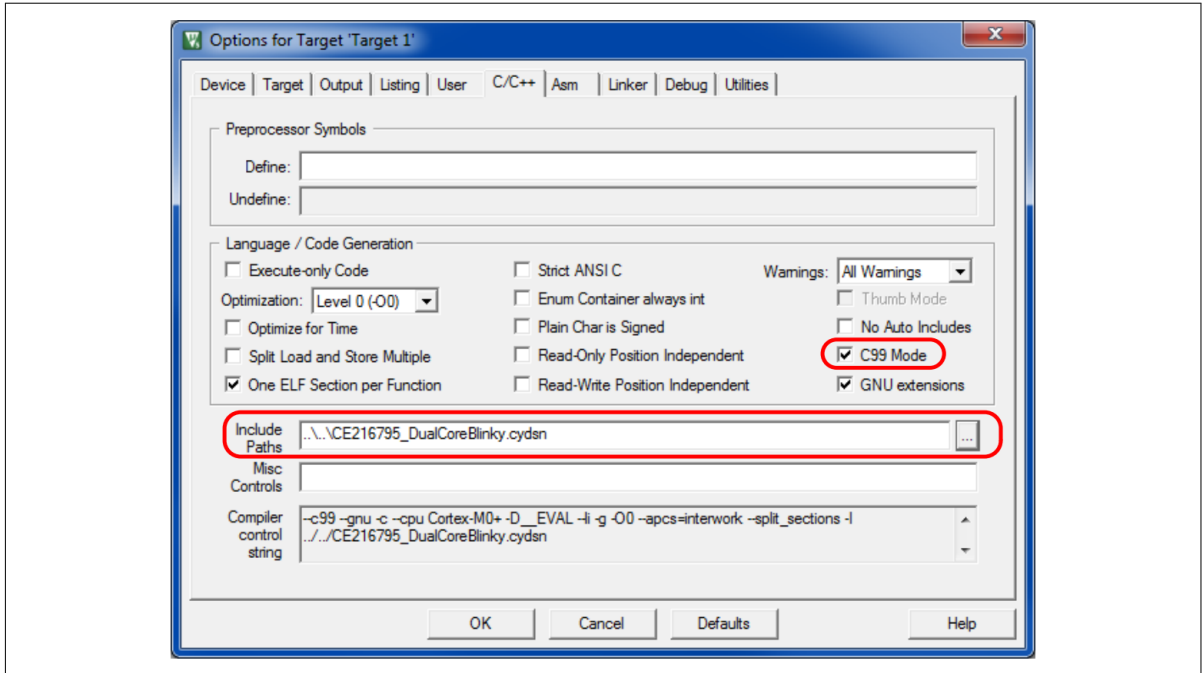 Options for Target 'Target 1'
Device Target Output Listing User C/C++ Asm Linker Debug Utilities
Preprocessor Symbols
Define:
Undefine:
Language / Code Generation
Execute-only Code Strict ANSI C Warnings: All Warnings
Optimization: Level 0 (-O0) Enum Container always int Thumb Mode
Optimize for Time Plain Char is Signed No Auto Includes
Split Load and Store Multiple Read-Only Position Independent C99 Mode
One ELF Section per Function Read-Write Position Independent GNU extensions
Include
Paths
..\..\CE216795_DualCoreBlinky.cydsn ...
Misc
Controls
Compiler
control
string
--c99 --gnu -c --cpu Cortex-M0+ -D__EVAL --li -g -O0 --apcs=interwork --split_sections -I
../../CE216795_DualCoreBlinky.cydsn
OK Cancel Defaults Help